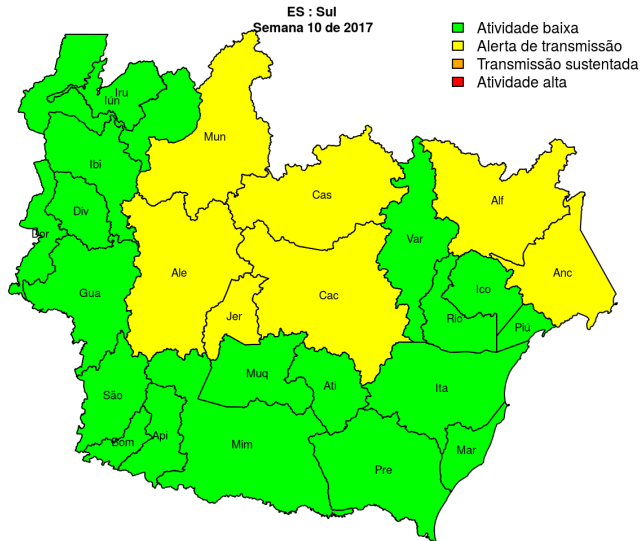 ES : Sul
Semana 10 de 2017
Atividade baixa
Alerta de transmissão
Transmissão sustentada
Atividade alta
Iru
Iún
Mun
Ibi
Cas
Alf
Div
Dor
Var
Ale
Anc
Gua
Cac
Ico
Jer
Rio
Piú
Muq
Ati
Ita
São
Bom
Api
Mim
Mar
Pre